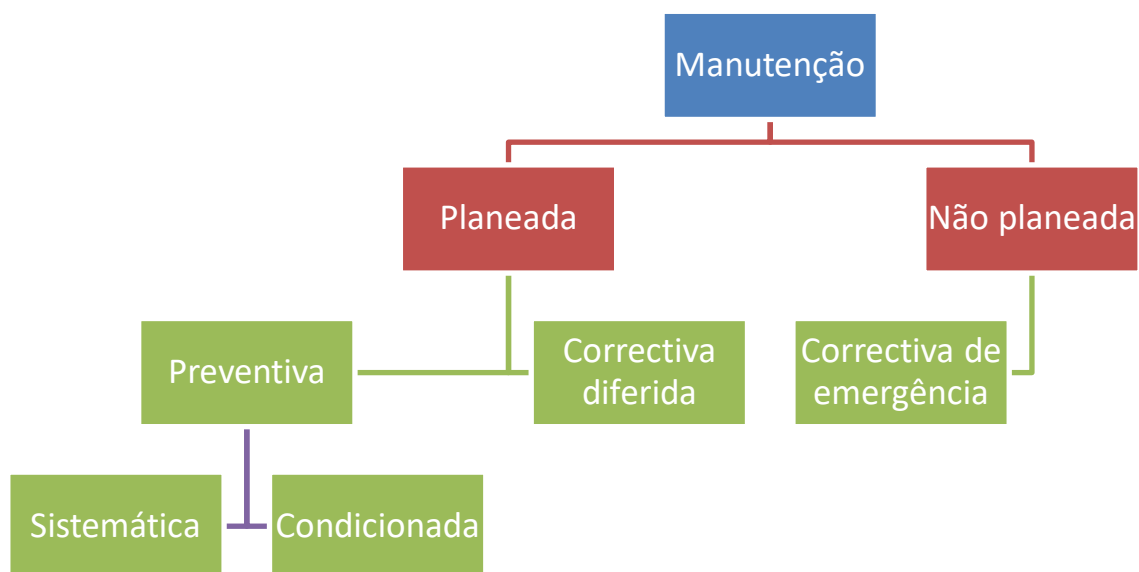 Manutenção
Planeada
Não planeada
Preventiva
Correctiva
diferida
Correctiva de
emergência
Sistemática
Condicionada